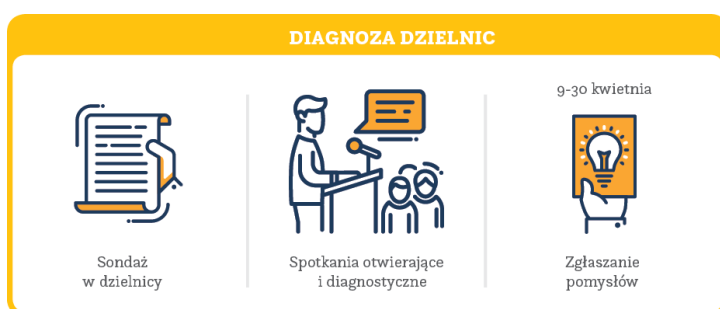 DIAGNOZA DZIELNIC
Sondaż
w dzielnicy
Spotkania otwierające
i diagnostyczne
9-30 kwietnia
Zgłaszanie
pomysłów